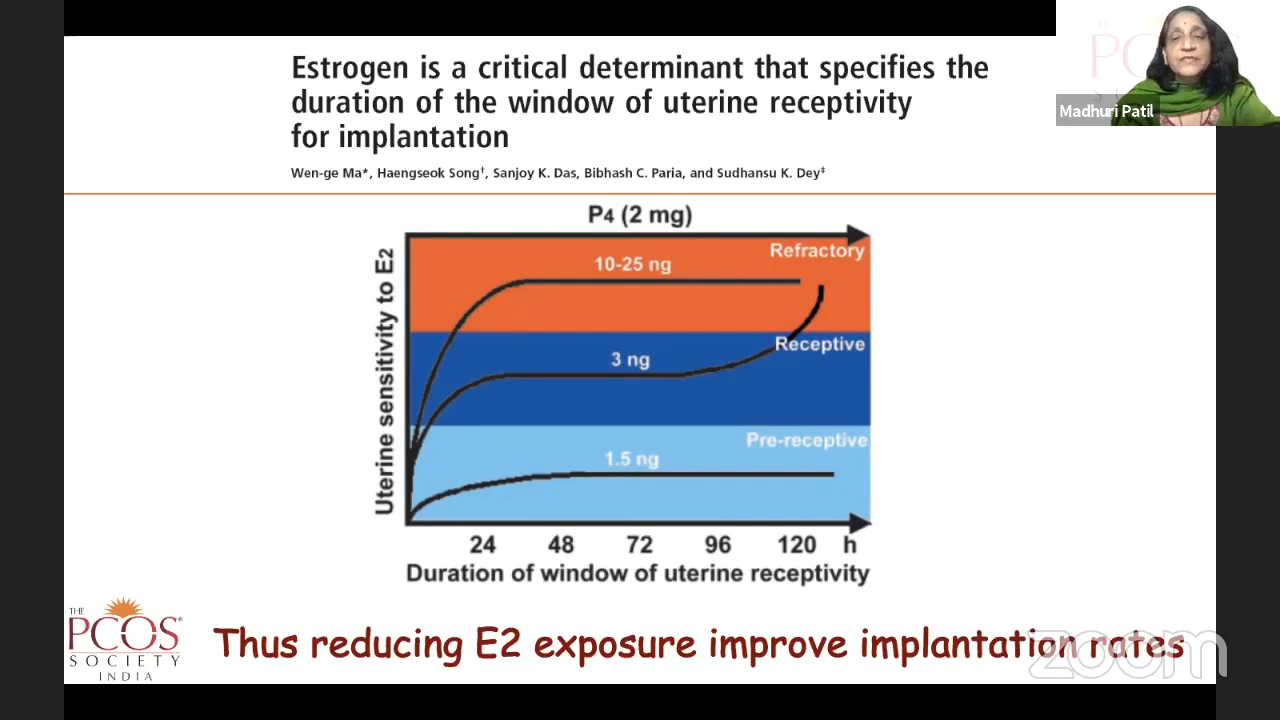 Estrogen is a critical determinant that specifies the
duration of the window of uterine receptivity
for implantation
Wen-ge Ma*, Haengseok Song†, Sanjoy K. Das, Bibhash C. Paria, and Sudhansu K. Dey‡
Madhuri Patil
P4 (2 mg)
Refractory
10-25 ng
Receptive
3 ng
Pre-receptive
1.5 ng
Uterine sensitivity to E2
24 48 72 96 120 h
Duration of window of uterine receptivity
THE
PCOS®
SOCIETY
INDIA
Thus reducing E2 exposure improve implantation rates
zoom